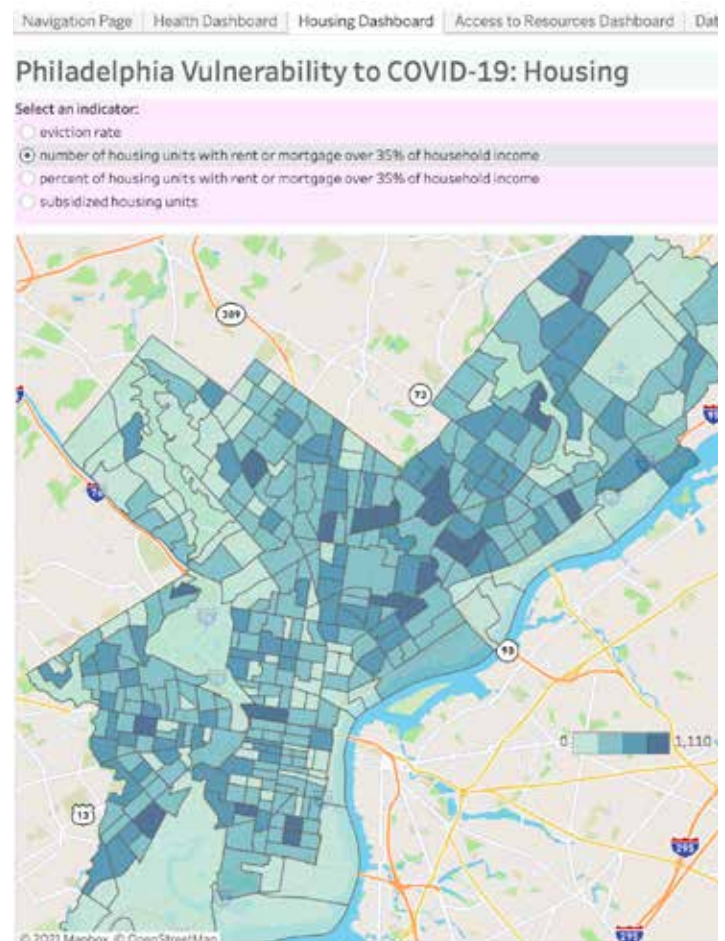 Navigation Page
Health Dashboard
Housing Dashboard
Access to Resources Dashboard
Philadelphia Vulnerability to COVID-19: Housing
Select an indicator:
eviction rate
number of housing units with rent or mortgage over 35% of household income
percent of housing units with rent or mortgage over 35% of household income
subsidized housing units
309
73
76
90
0
1,110
13
295
295
© 2021 Mapbox © OpenStreetMap